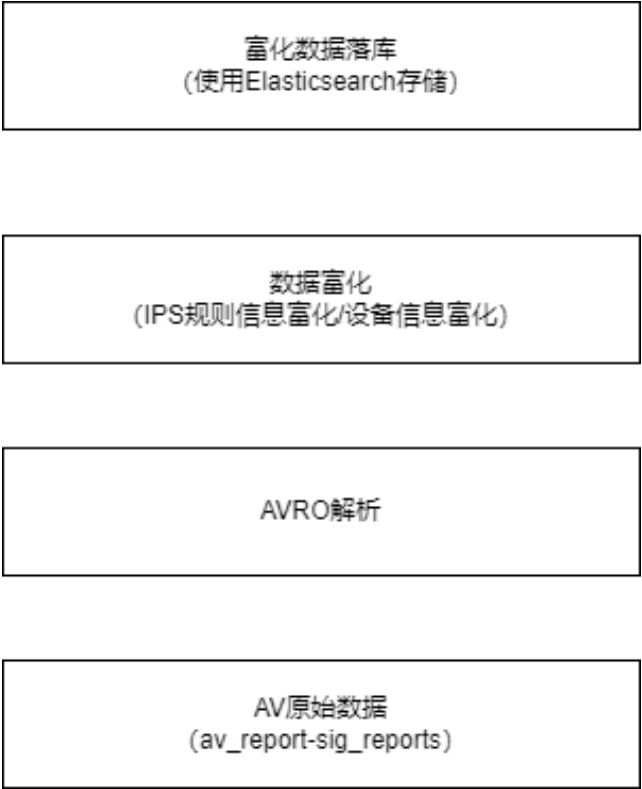 富化数据落库
(使用Elasticsearch存储)
数据富化
(IPS规则信息富化/设备信息富化)
AVRO解析
AV原始数据
(av_report-sig_reports)